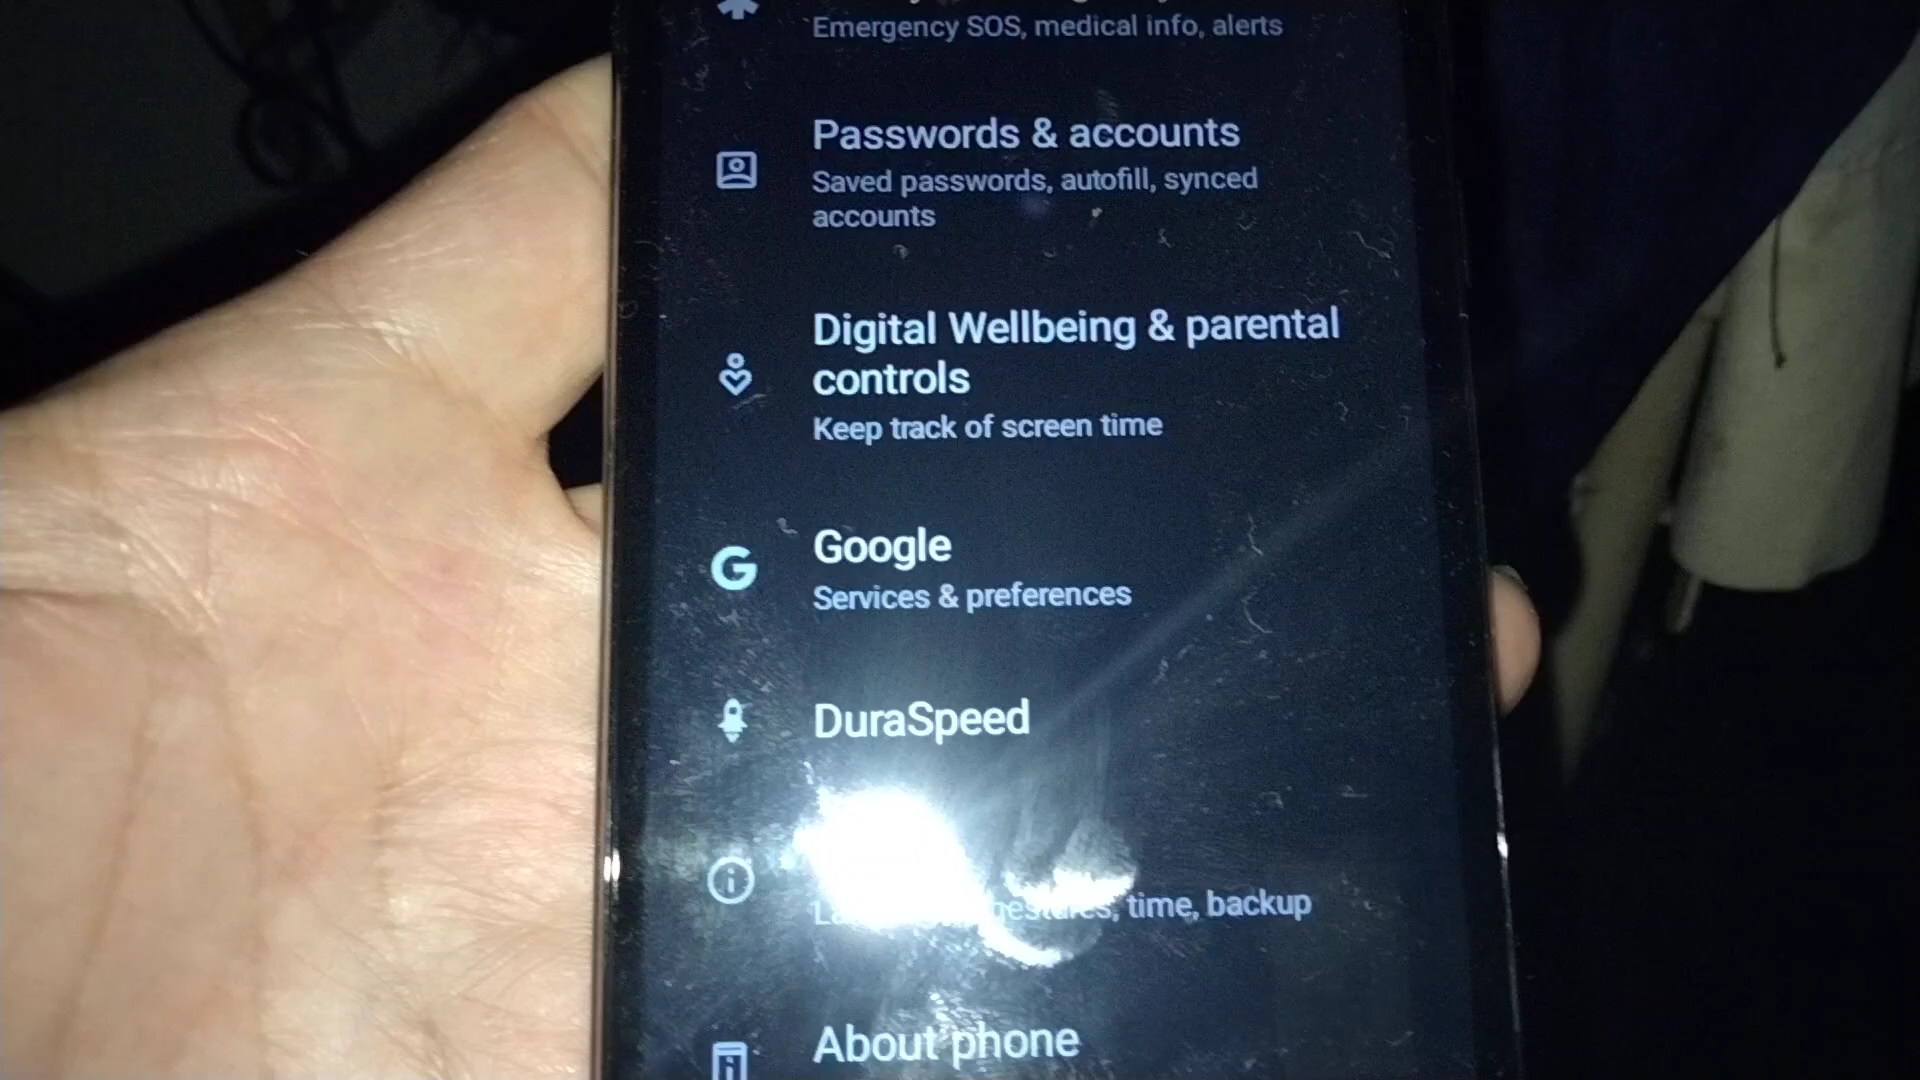 Emergency SOS, medical info, alerts
Passwords & accounts
Saved passwords, autofill, synced
accounts
Digital Wellbeing & parental
controls
Keep track of screen time
Google
Services & preferences
DuraSpeed
gestures, time, backup
About phone